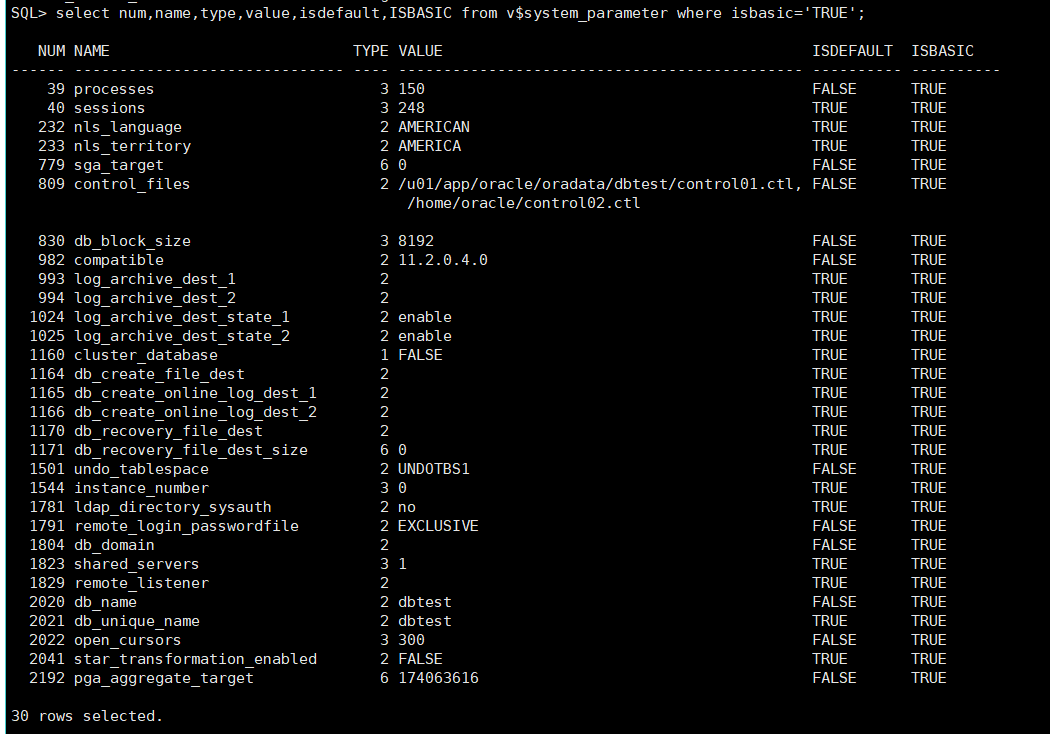 SQL> select num,name,type,value,isdefault,ISBASIC from v$system_parameter where isbasic='TRUE';
NUM NAME TYPE VALUE ISDEFAULT ISBASIC
------ ------------------------------ ---- --------------------------------------------- ---------- ----------
39 processes 3 150 FALSE TRUE
40 sessions 3 248 TRUE TRUE
232 nls_language 2 AMERICAN TRUE TRUE
233 nls_territory 2 AMERICA TRUE TRUE
779 sga_target 6 0 FALSE TRUE
809 control_files 2 /u01/app/oracle/oradata/dbtest/control01.ctl, FALSE TRUE
/home/oracle/control02.ctl
830 db_block_size 3 8192 FALSE TRUE
982 compatible 2 11.2.0.4.0 FALSE TRUE
993 log_archive_dest_1 2 TRUE TRUE
994 log_archive_dest_2 2 TRUE TRUE
1024 log_archive_dest_state_1 2 enable TRUE TRUE
1025 log_archive_dest_state_2 2 enable TRUE TRUE
1160 cluster_database 1 FALSE TRUE TRUE
1164 db_create_file_dest 2 TRUE TRUE
1165 db_create_online_log_dest_1 2 TRUE TRUE
1166 db_create_online_log_dest_2 2 TRUE TRUE
1170 db_recovery_file_dest 2 TRUE TRUE
1171 db_recovery_file_dest_size 6 0 TRUE TRUE
1501 undo_tablespace 2 UNDOTBS1 FALSE TRUE
1544 instance_number 3 0 TRUE TRUE
1781 ldap_directory_sysauth 2 no TRUE TRUE
1791 remote_login_passwordfile 2 EXCLUSIVE FALSE TRUE
1804 db_domain 2 FALSE TRUE
1823 shared_servers 3 1 TRUE TRUE
1829 remote_listener 2 TRUE TRUE
2020 db_name 2 dbtest FALSE TRUE
2021 db_unique_name 2 dbtest TRUE TRUE
2022 open_cursors 3 300 FALSE TRUE
2041 star_transformation_enabled 2 FALSE TRUE TRUE
2192 pga_aggregate_target 6 174063616 FALSE TRUE
30 rows selected.